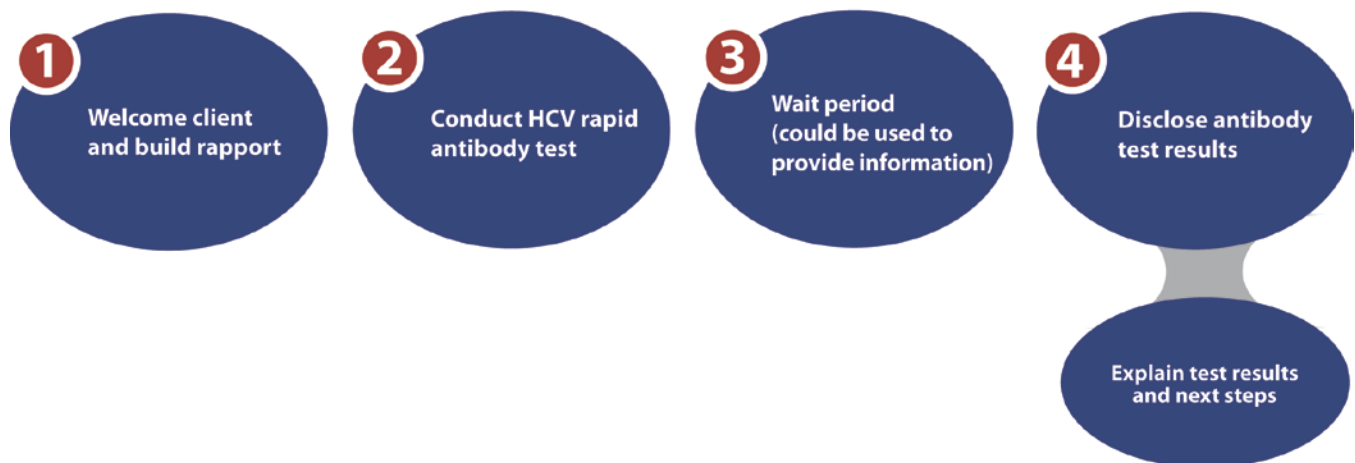 1
Welcome client
and build rapport
2
Conduct HCV rapid
antibody test
3
Wait period
(could be used to
provide information)
4
Disclose antibody
test results
Explain test results
and next steps